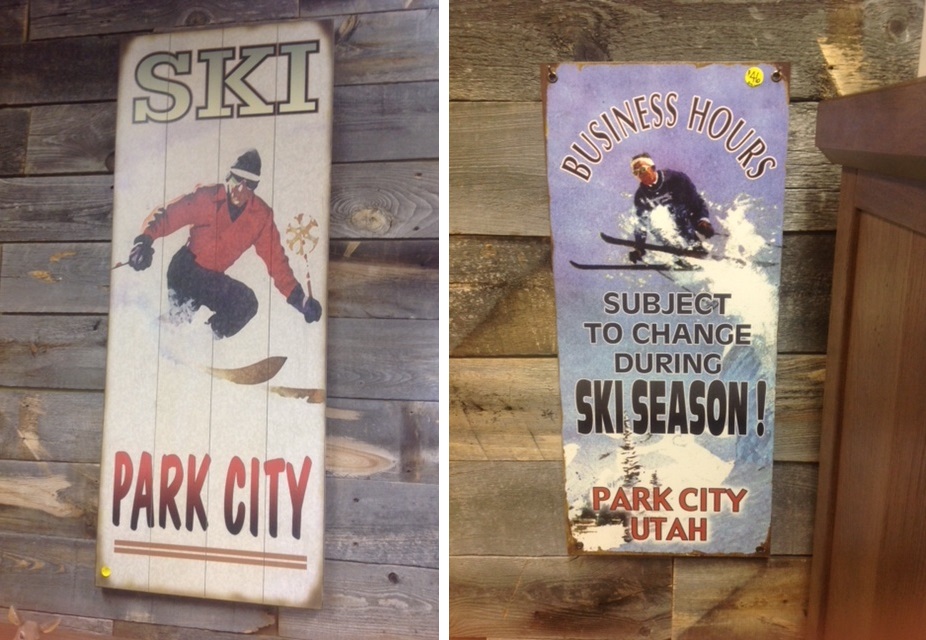 SKI
PARK CITY
BUSINESS HOURS
SUBJECT
TO CHANGE
DURING
SKI SEASON!
PARK CITY
UTAH